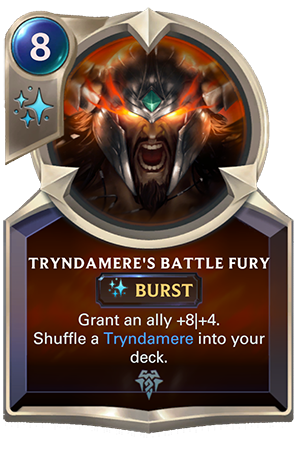 8
TRYNDAMERE'S BATTLE FURY
BURST
Grant an ally +8|+4.
Shuffle a Tryndamere into your
deck.